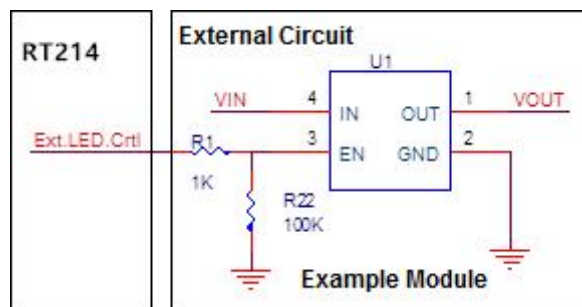 RT214
External Circuit
U1
VIN
4
IN
OUT
1
VOUT
Ext.LED.Crtl
R1
3
EN
GND
2
1K
R22
100K
Example Module